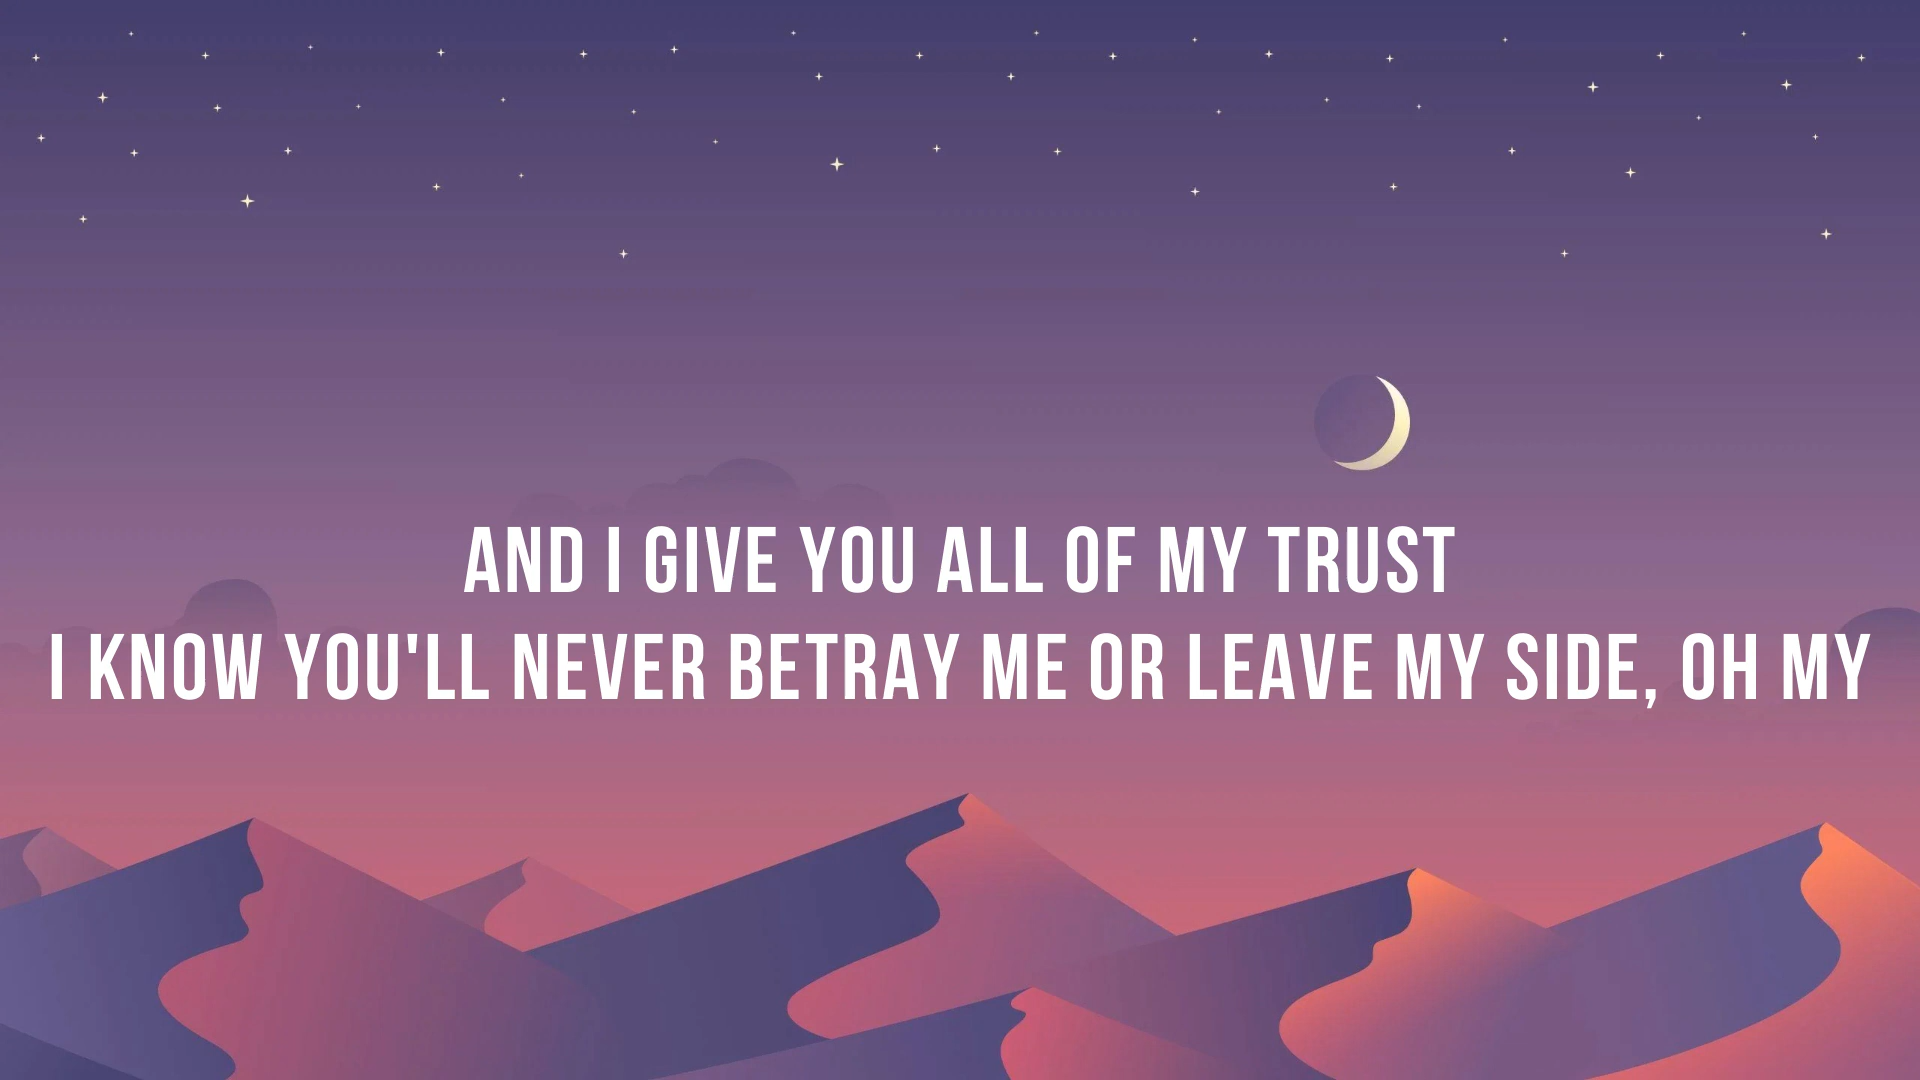 AND I GIVE YOU ALL OF MY TRUST
I KNOW YOU'LL NEVER BETRAY ME OR LEAVE MY SIDE, OH MY